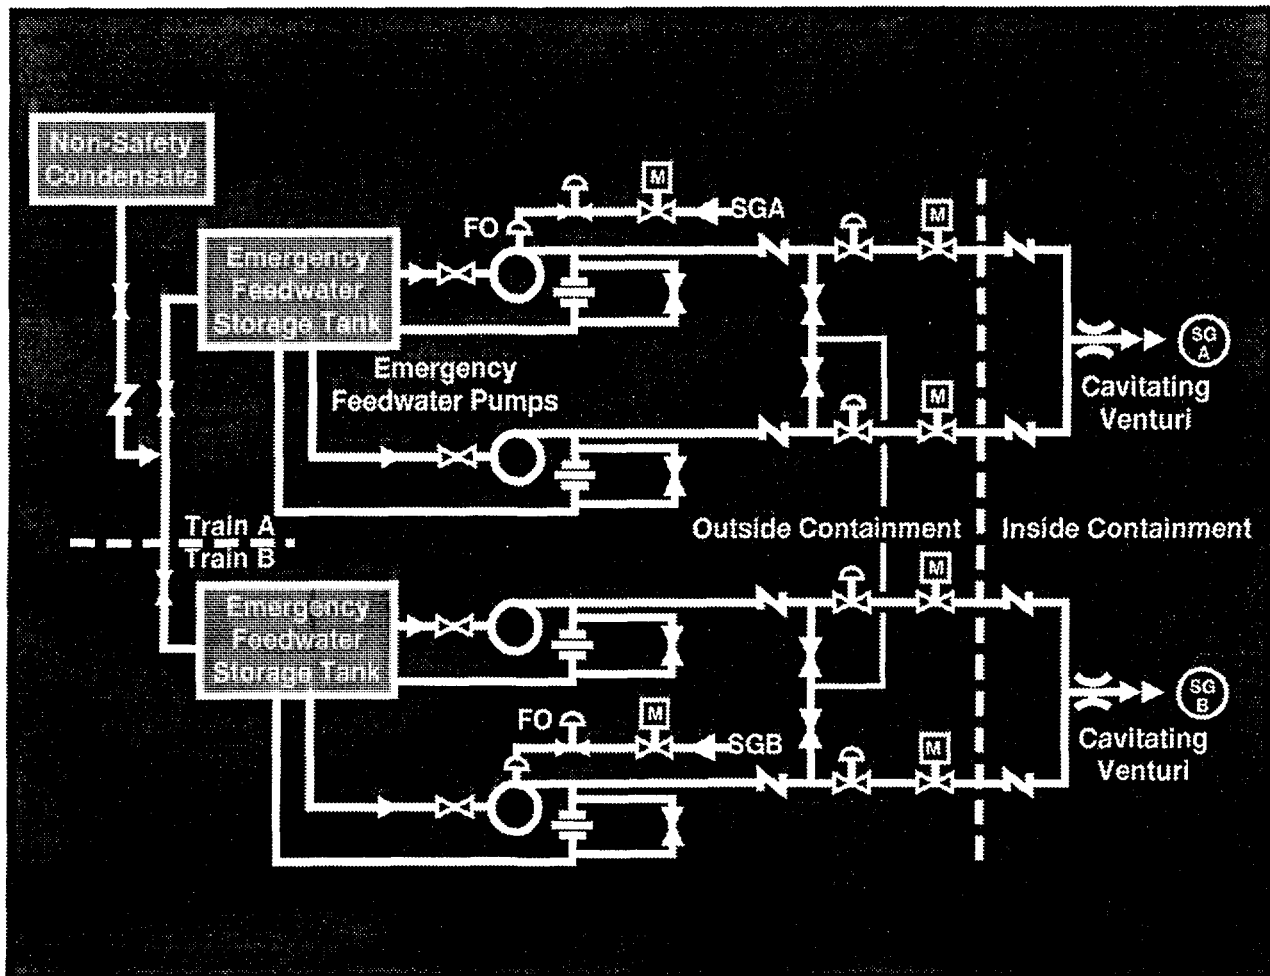 Non-Safety
Condensate
M
SGA
FO
M
Emergency
Feedwater
Storage Tank
SG
A
Emergency
Feedwater Pumps
Cavitating
Venturi
M
Train A
Outside Containment
Inside Containment
Train B
M
Emergency
Feedwater
Storage Tank
SG
B
FO
M
SGB
M
Cavitating
Venturi